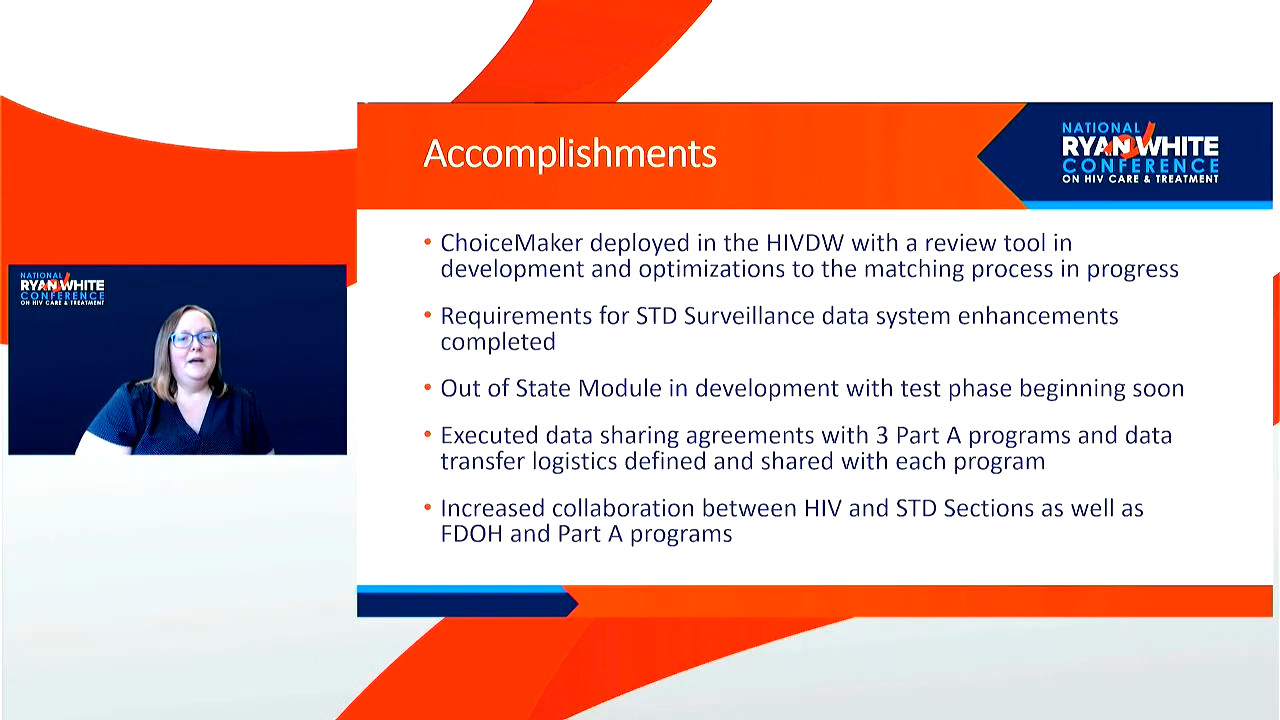 NATIONAL
RYAN WHITE
CONFERENCE
ON HIV CARE & TREATMENT
Accomplishments
NATIONAL
RYAN WHITE
CONFERENCE
ON HIV CARE & TREATMENT
• ChoiceMaker deployed in the HIVDW with a review tool in
development and optimizations to the matching process in progress
• Requirements for STD Surveillance data system enhancements
completed
• Out of State Module in development with test phase beginning soon
• Executed data sharing agreements with 3 Part A programs and data
transfer logistics defined and shared with each program
• Increased collaboration between HIV and STD Sections as well as
FDOH and Part A programs